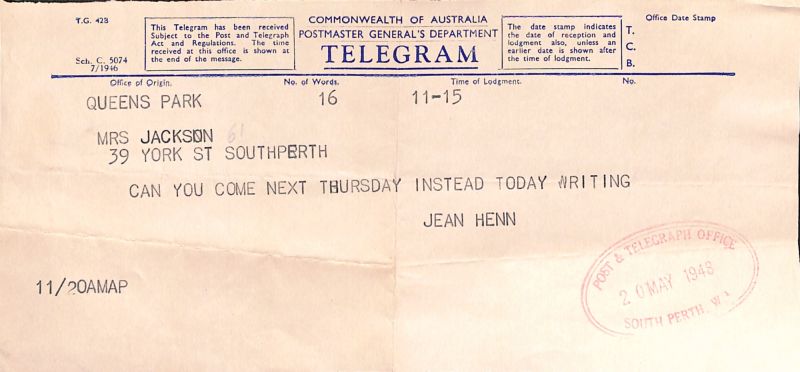 T.G. 42B
Sch. C. 5074
7/1946
This Telegram has been received
Subject to the Post and Telegraph
Act and Regulations. The time
received at this office is shown at
the end of the message.
COMMONWEALTH OF AUSTRALIA
POSTMASTER GENERAL'S DEPARTMENT
TELEGRAM
The date stamp indicates
the date of reception and
lodgment also, unless an
earlier date is shown after
the time of lodgment.
T.
C.
B.
Office Date Stamp
Office of Origin. No. of Words. Time of Lodgment. No.
QUEENS PARK 16 11-15
MRS JACKSON 61
39 YORK ST SOUTHPERTH
CAN YOU COME NEXT THURSDAY INSTEAD TODAY WRITING
JEAN HENN
11/20AMAP
POST & TELEGRAPH OFFICE
20 MAY 1948
SOUTH PERTH. W.A